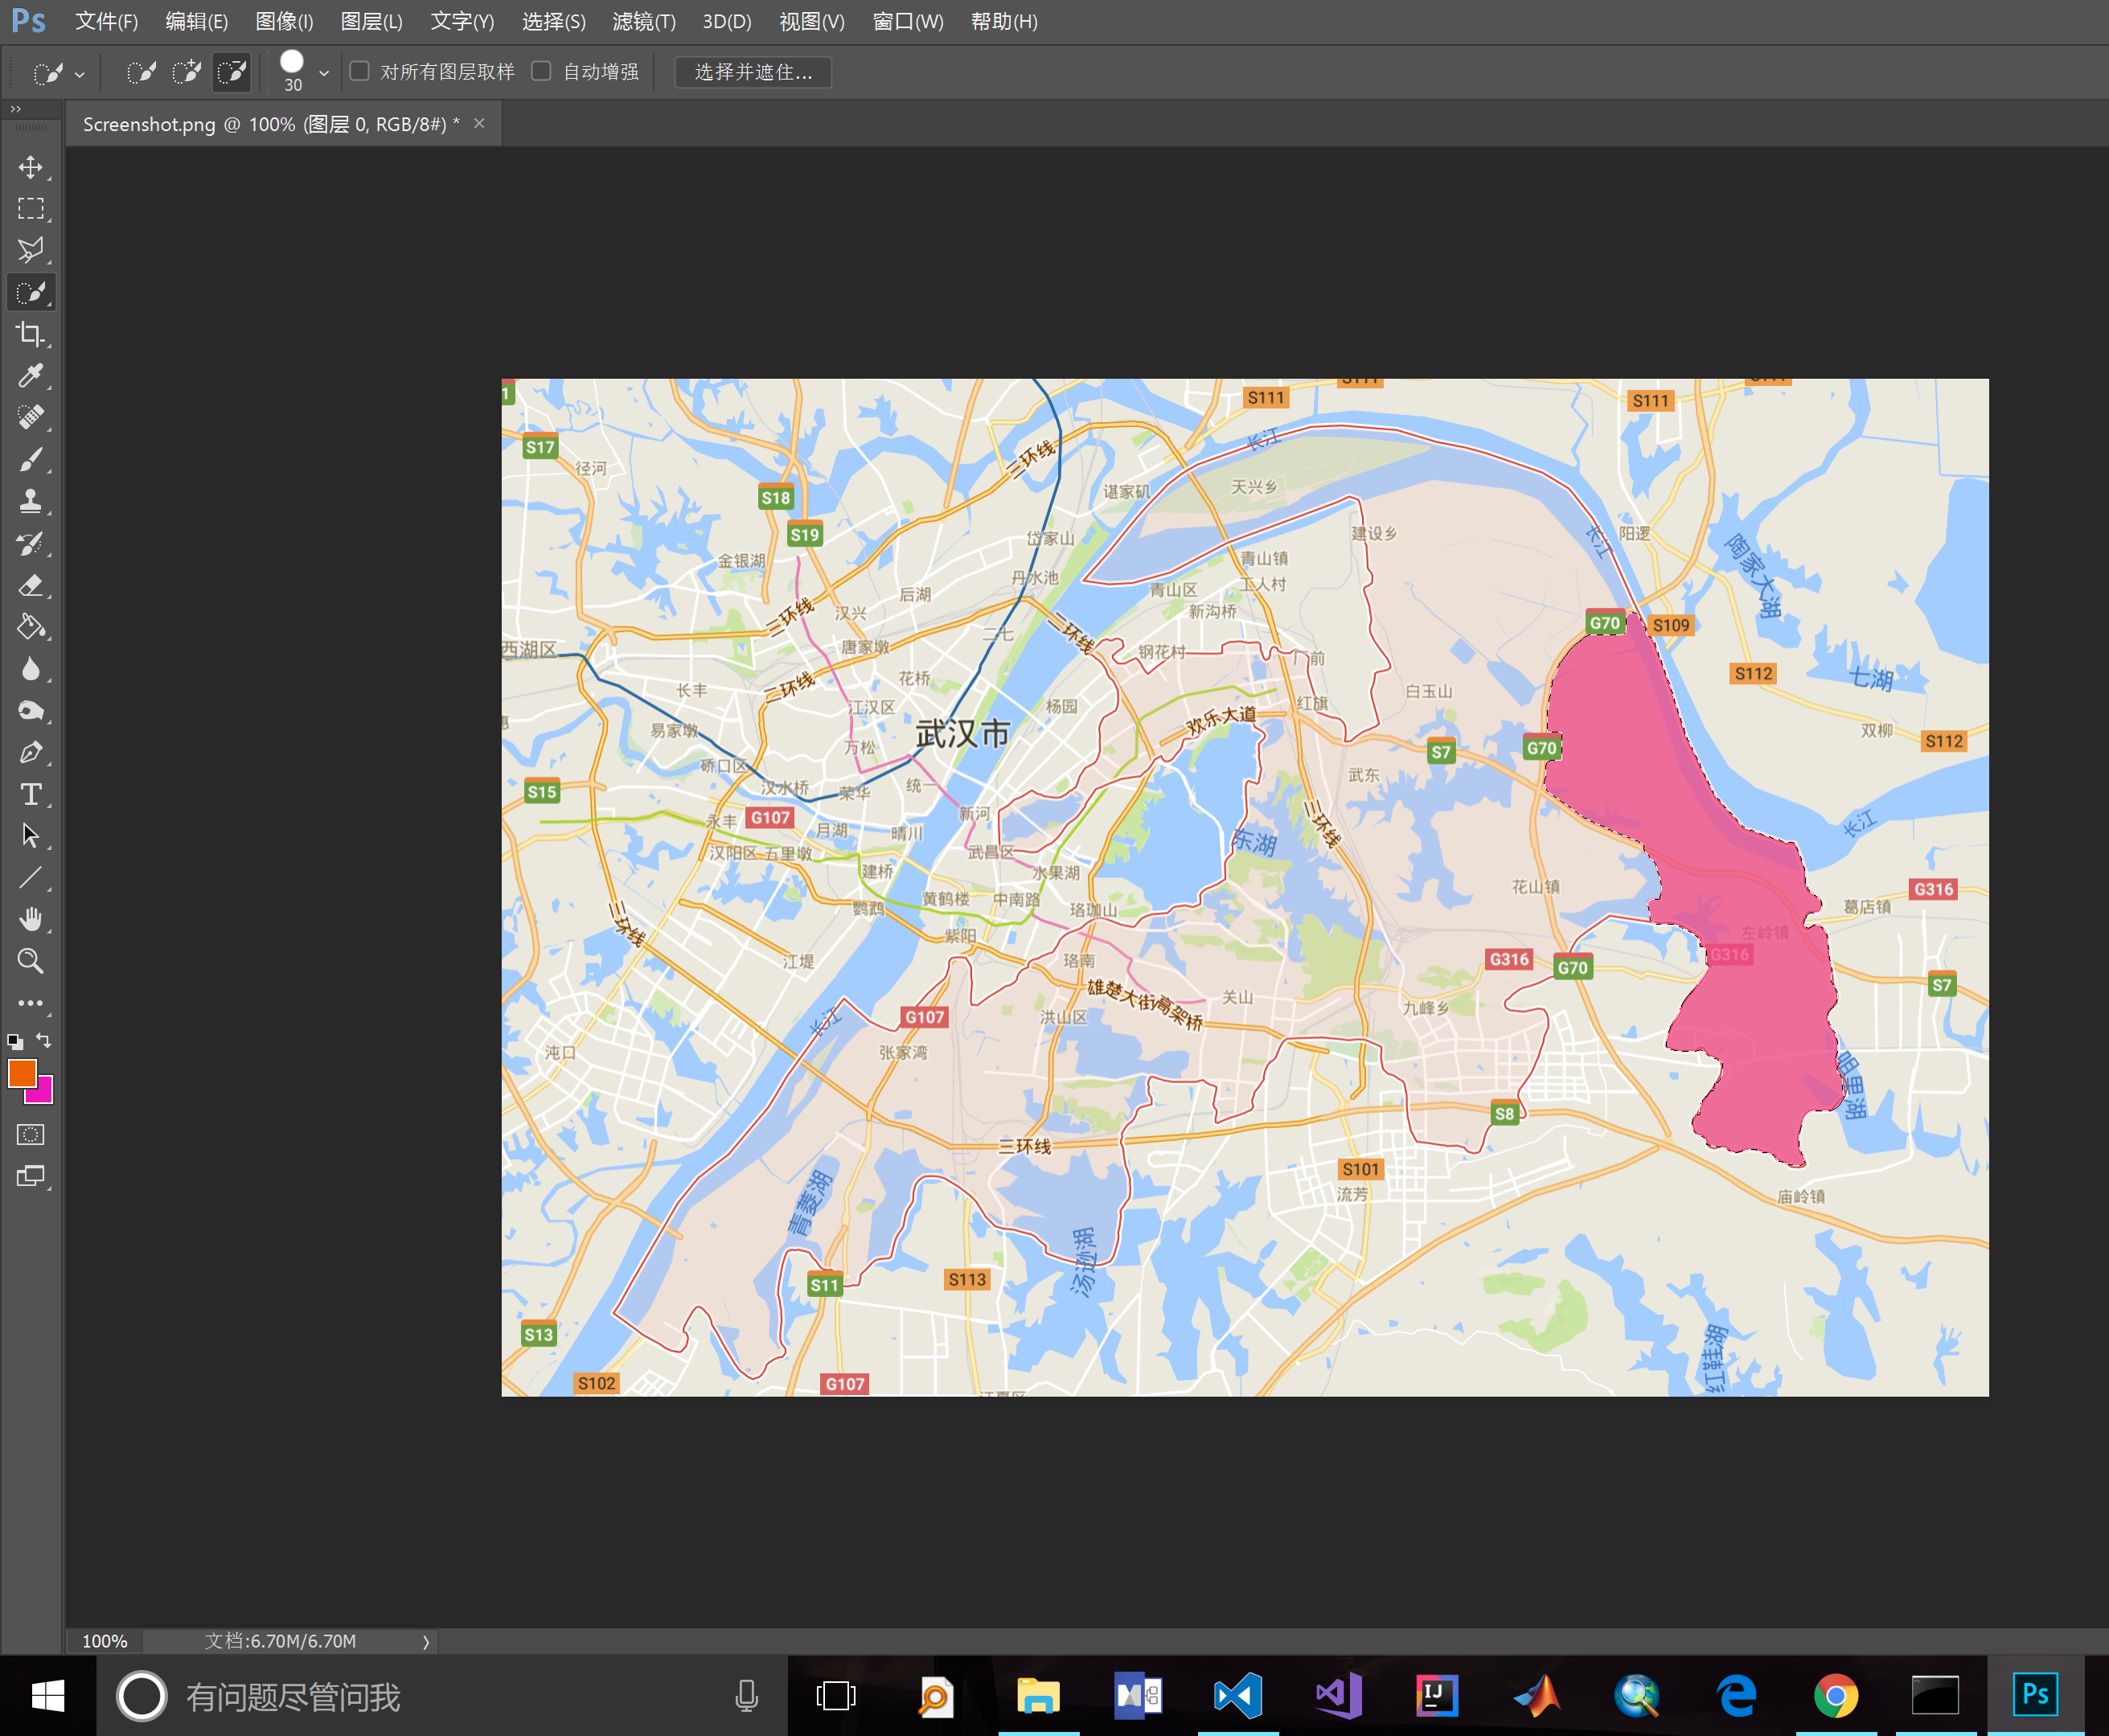 Ps 文件(F) 编辑(E) 图像(I) 图层(L) 文字(Y) 选择(S) 滤镜(T) 3D(D) 视图(V) 窗口(W) 帮助(H)
30 对所有图层取样 自动增强 选择并遮住...
Screenshot.png @ 100% (图层 0, RGB/8#) * ×
1
S111
S111
S111
S17
径河
三环线
长江
谌家矶
天兴乡
S18
S19
岱家山
建设乡
长江
阳逻
陶家大湖
金银湖
丹水池
青山镇
工人村
青山区
后湖
汉兴
三环线
新沟桥
二七
二环线
G70
S109
西湖区
唐家墩
钢花村
厂前
花桥
S112
七湖
长丰
二环线
白玉山
江汉区
杨园
欢乐大道
红旗
易家墩
武汉市
双柳
万松
S7
G70
S112
硚口区
统一
武东
S15
汉水桥
荣华
新河
永丰
G107
月湖
晴川
三环线
长江
东湖
汉阳区
五里墩
武昌区
建桥
水果湖
花山镇
G316
鹦鹉
黄鹤楼
中南路
珞珈山
葛店镇
三环线
紫阳
左岭镇
江堤
珞南
G316
G316
G70
S7
雄楚大街高架桥
关山
九峰乡
长江
G107
洪山区
沌口
张家湾
S8
三环线
S101
青菱湖
流芳
庙岭镇
汤逊湖
S11
S113
S13
S102
G107
江夏区
100% 文档:6.70M/6.70M
有问题尽管问我
IJ
Ps